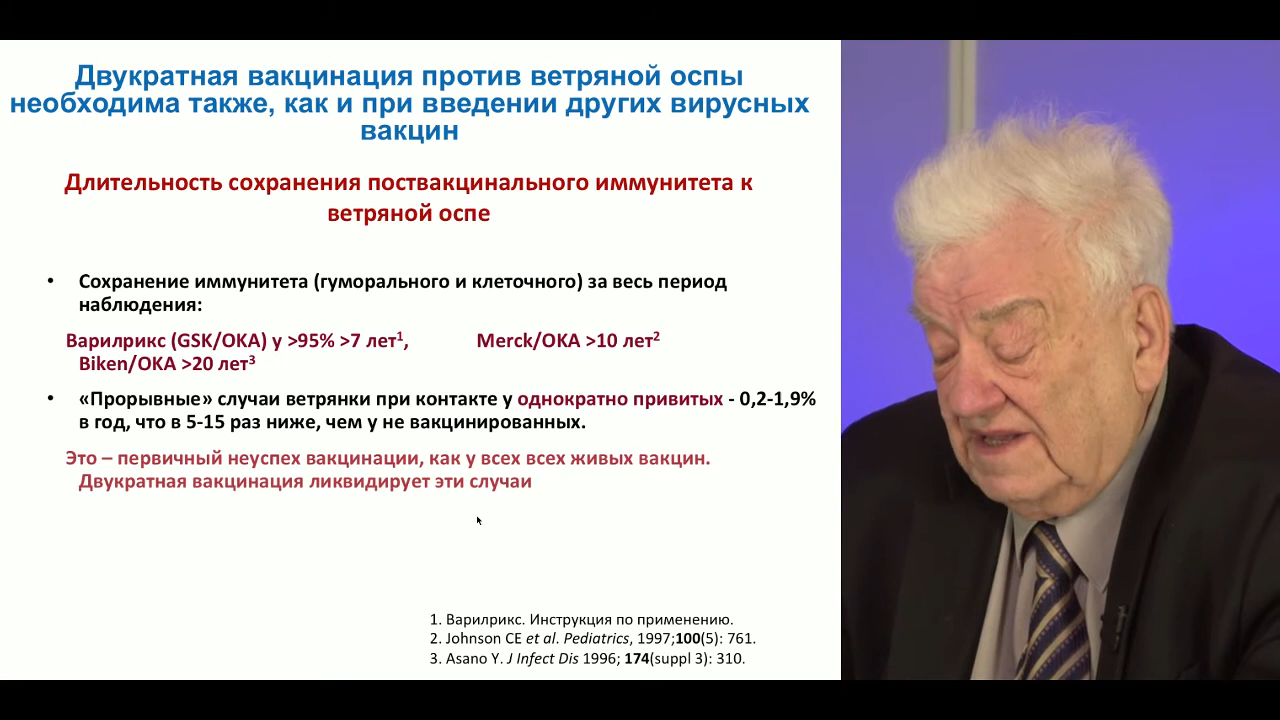 Двукратная вакцинация против ветряной оспы
необходима также, как и при введении других вирусных
вакцин
Длительность сохранения поствакцинального иммунитета к
ветряной оспе
• Сохранение иммунитета (гуморального и клеточного) за весь период
наблюдения:
Варилрикс (GSK/OKA) у >95% >7 лет¹, Merck/OKA >10 лет²
Biken/OKA >20 лет³
• «Прорывные» случаи ветрянки при контакте у однократно привитых - 0,2-1,9%
в год, что в 5-15 раз ниже, чем у не вакцинированных.
Это – первичный неуспех вакцинации, как у всех всех живых вакцин.
Двукратная вакцинация ликвидирует эти случаи
1. Варилрикс. Инструкция по применению.
2. Johnson CE et al. Pediatrics, 1997;100(5): 761.
3. Asano Y. J Infect Dis 1996; 174(suppl 3): 310.